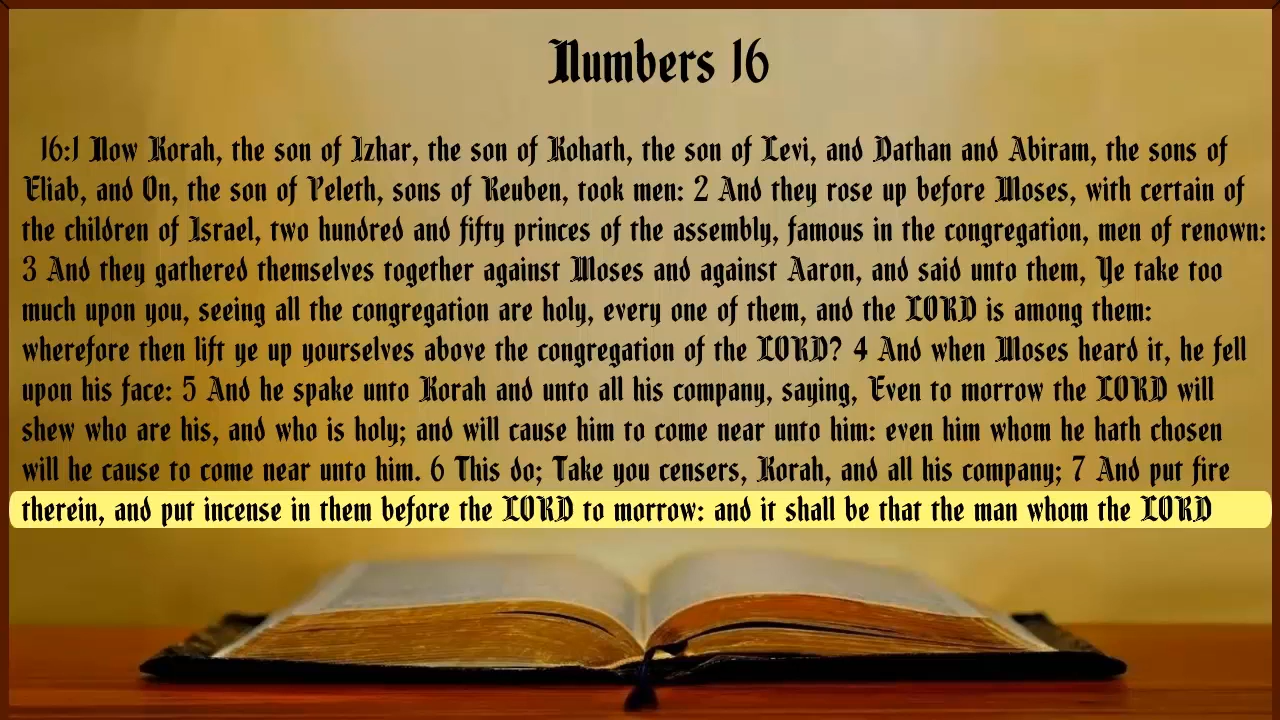 Numbers 16
16:1 Now Korah, the son of Izhar, the son of Kohath, the son of Levi, and Dathan and Abiram, the sons of
Eliab, and On, the son of Peleth, sons of Reuben, took men: 2 And they rose up before Moses, with certain of
the children of Israel, two hundred and fifty princes of the assembly, famous in the congregation, men of renown:
3 And they gathered themselves together against Moses and against Aaron, and said unto them, Ye take too
much upon you, seeing all the congregation are holy, every one of them, and the LORD is among them:
wherefore then lift ye up yourselves above the congregation of the LORD? 4 And when Moses heard it, he fell
upon his face: 5 And he spake unto Korah and unto all his company, saying, Even to morrow the LORD will
shew who are his, and who is holy; and will cause him to come near unto him: even him whom he hath chosen
will he cause to come near unto him. 6 This do; Take you censers, Korah, and all his company; 7 And put fire
therein, and put incense in them before the LORD to morrow: and it shall be that the man whom the LORD